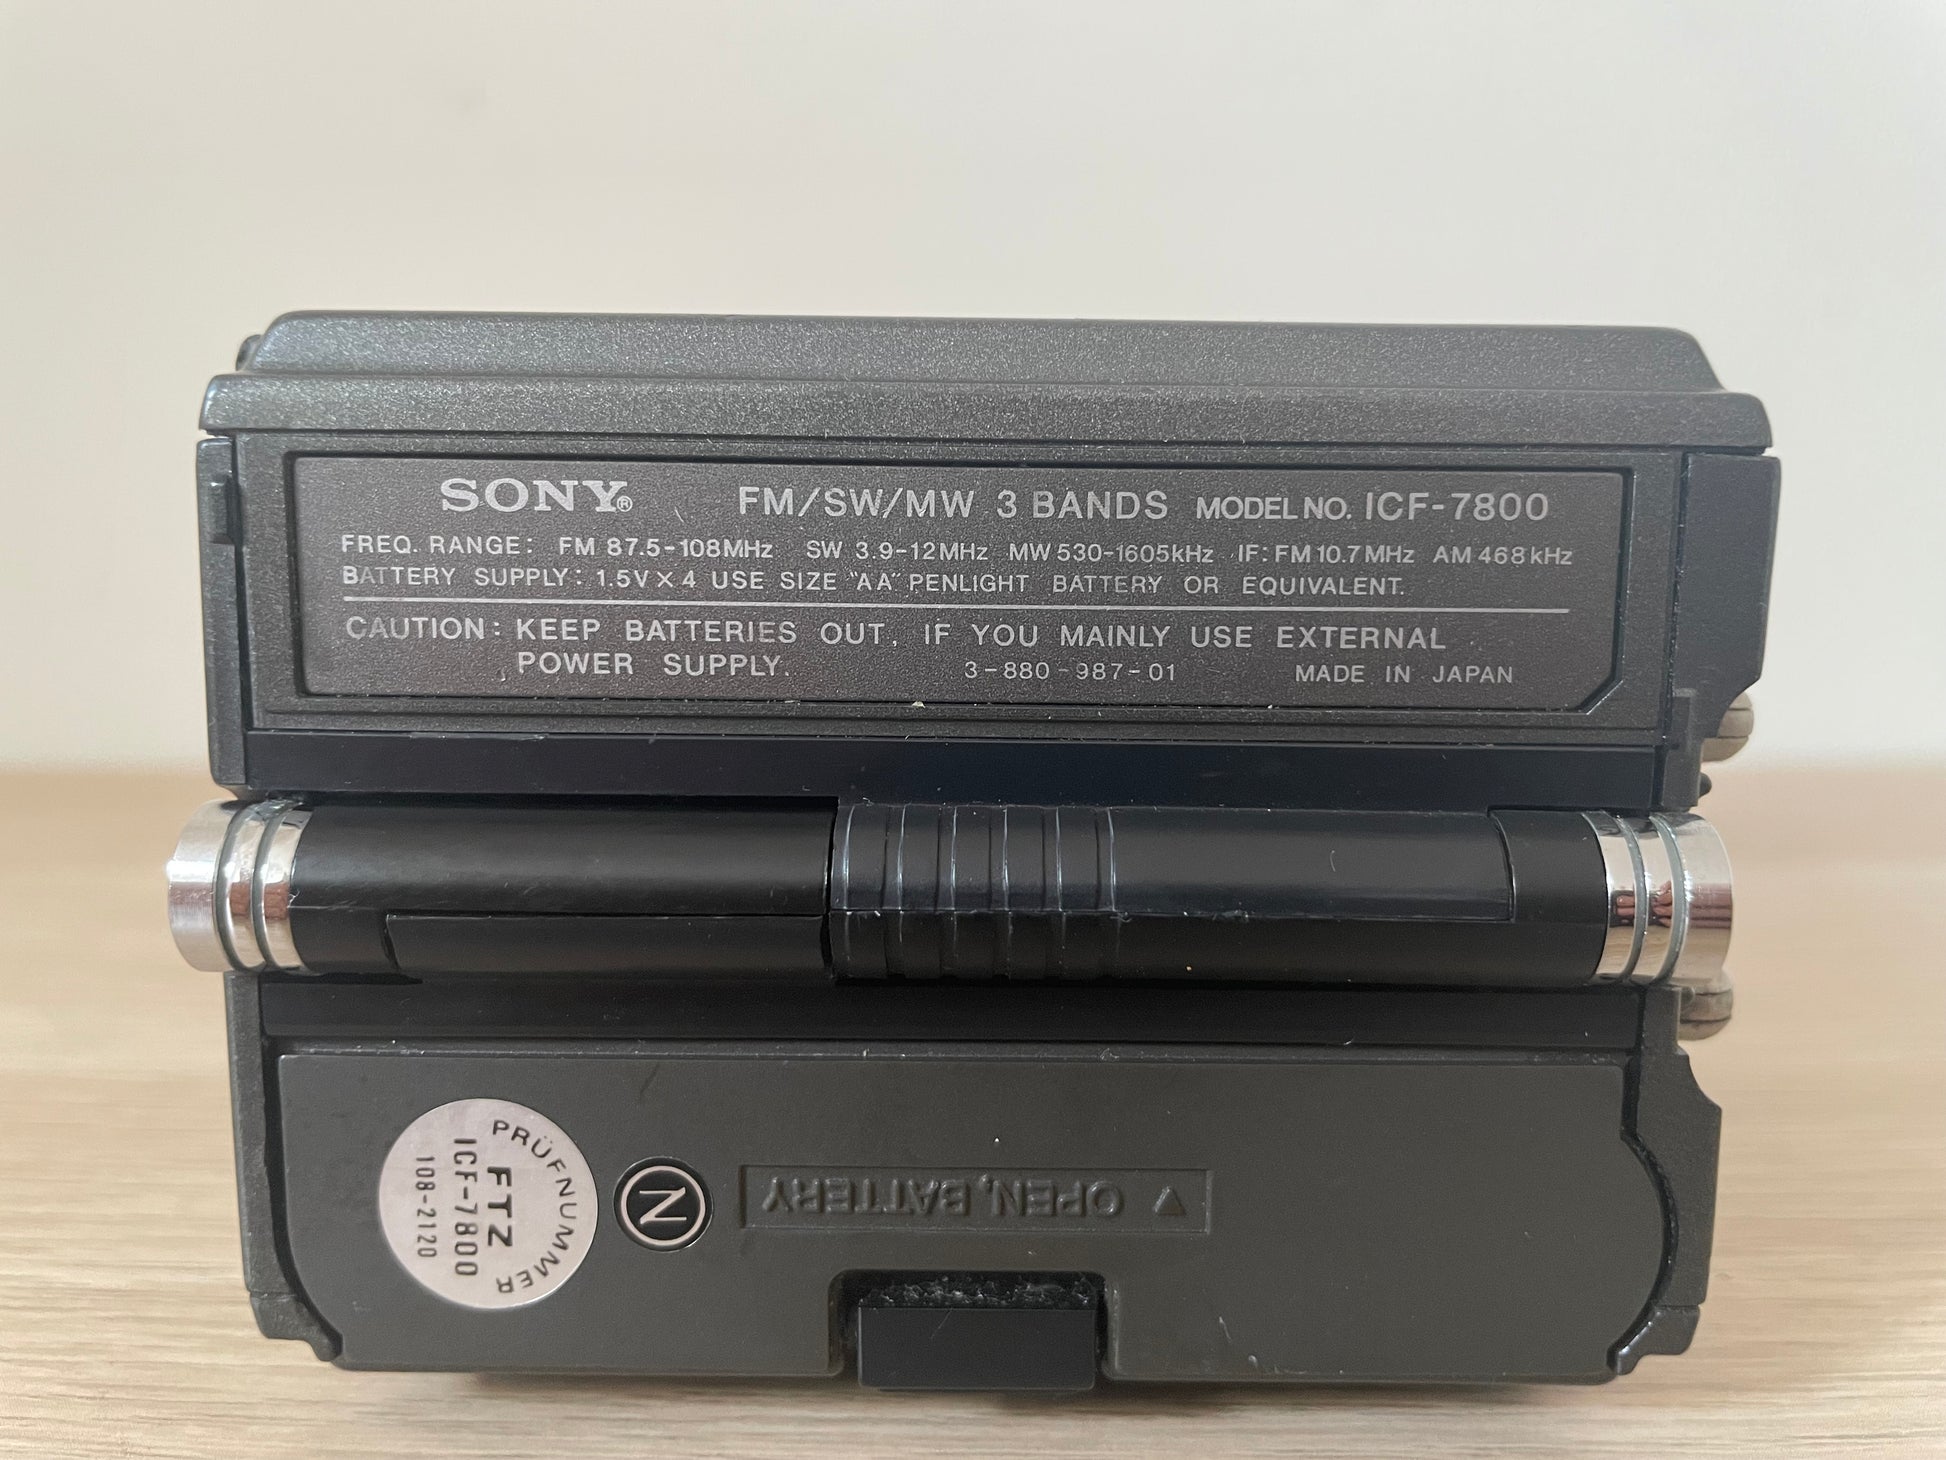 SONY® FM/SW/MW 3 BANDS MODEL NO. ICF-7800
FREQ. RANGE: FM 87.5-108MHz SW 3.9-12MHz MW 530-1605kHz IF: FM 10.7MHz AM 468kHz
BATTERY SUPPLY: 1.5V×4 USE SIZE "AA" PENLIGHT BATTERY OR EQUIVALENT.
CAUTION: KEEP BATTERIES OUT, IF YOU MAINLY USE EXTERNAL
POWER SUPPLY. 3-880-987-01 MADE IN JAPAN
PRÜFNUMMER
FTZ
ICF-7800
108-2120
N
▼ OPEN, BATTERY